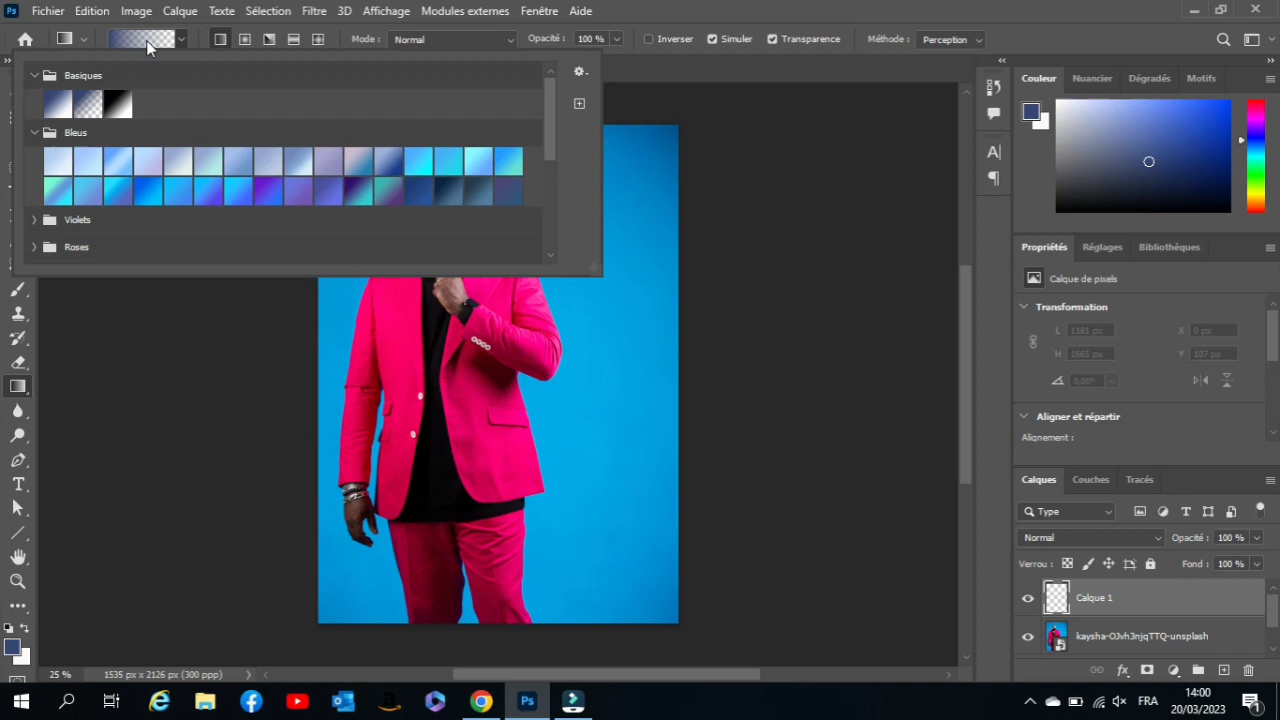 Ps Fichier Edition Image Calque Texte Sélection Filtre 3D Affichage Modules externes Fenêtre Aide
Mode : Normal Opacité : 100 % Inverser Simuler Transparence Méthode : Perception
Basiques
Bleus
Violets
Roses
Couleur Nuancier Dégradés Motifs
Propriétés Réglages Bibliothèques
Calque de pixels
Transformation
L 1181 px X 0 px
H 1665 px Y 107 px
0,00°
Aligner et répartir
Alignement :
Calques Couches Tracés
Type
Normal Opacité : 100 %
Verrou : Fond : 100 %
Calque 1
kaysha-OJvh3njqTTQ-unsplash
25 % 1535 px x 2126 px (300 ppp)
FRA
14:00
20/03/2023